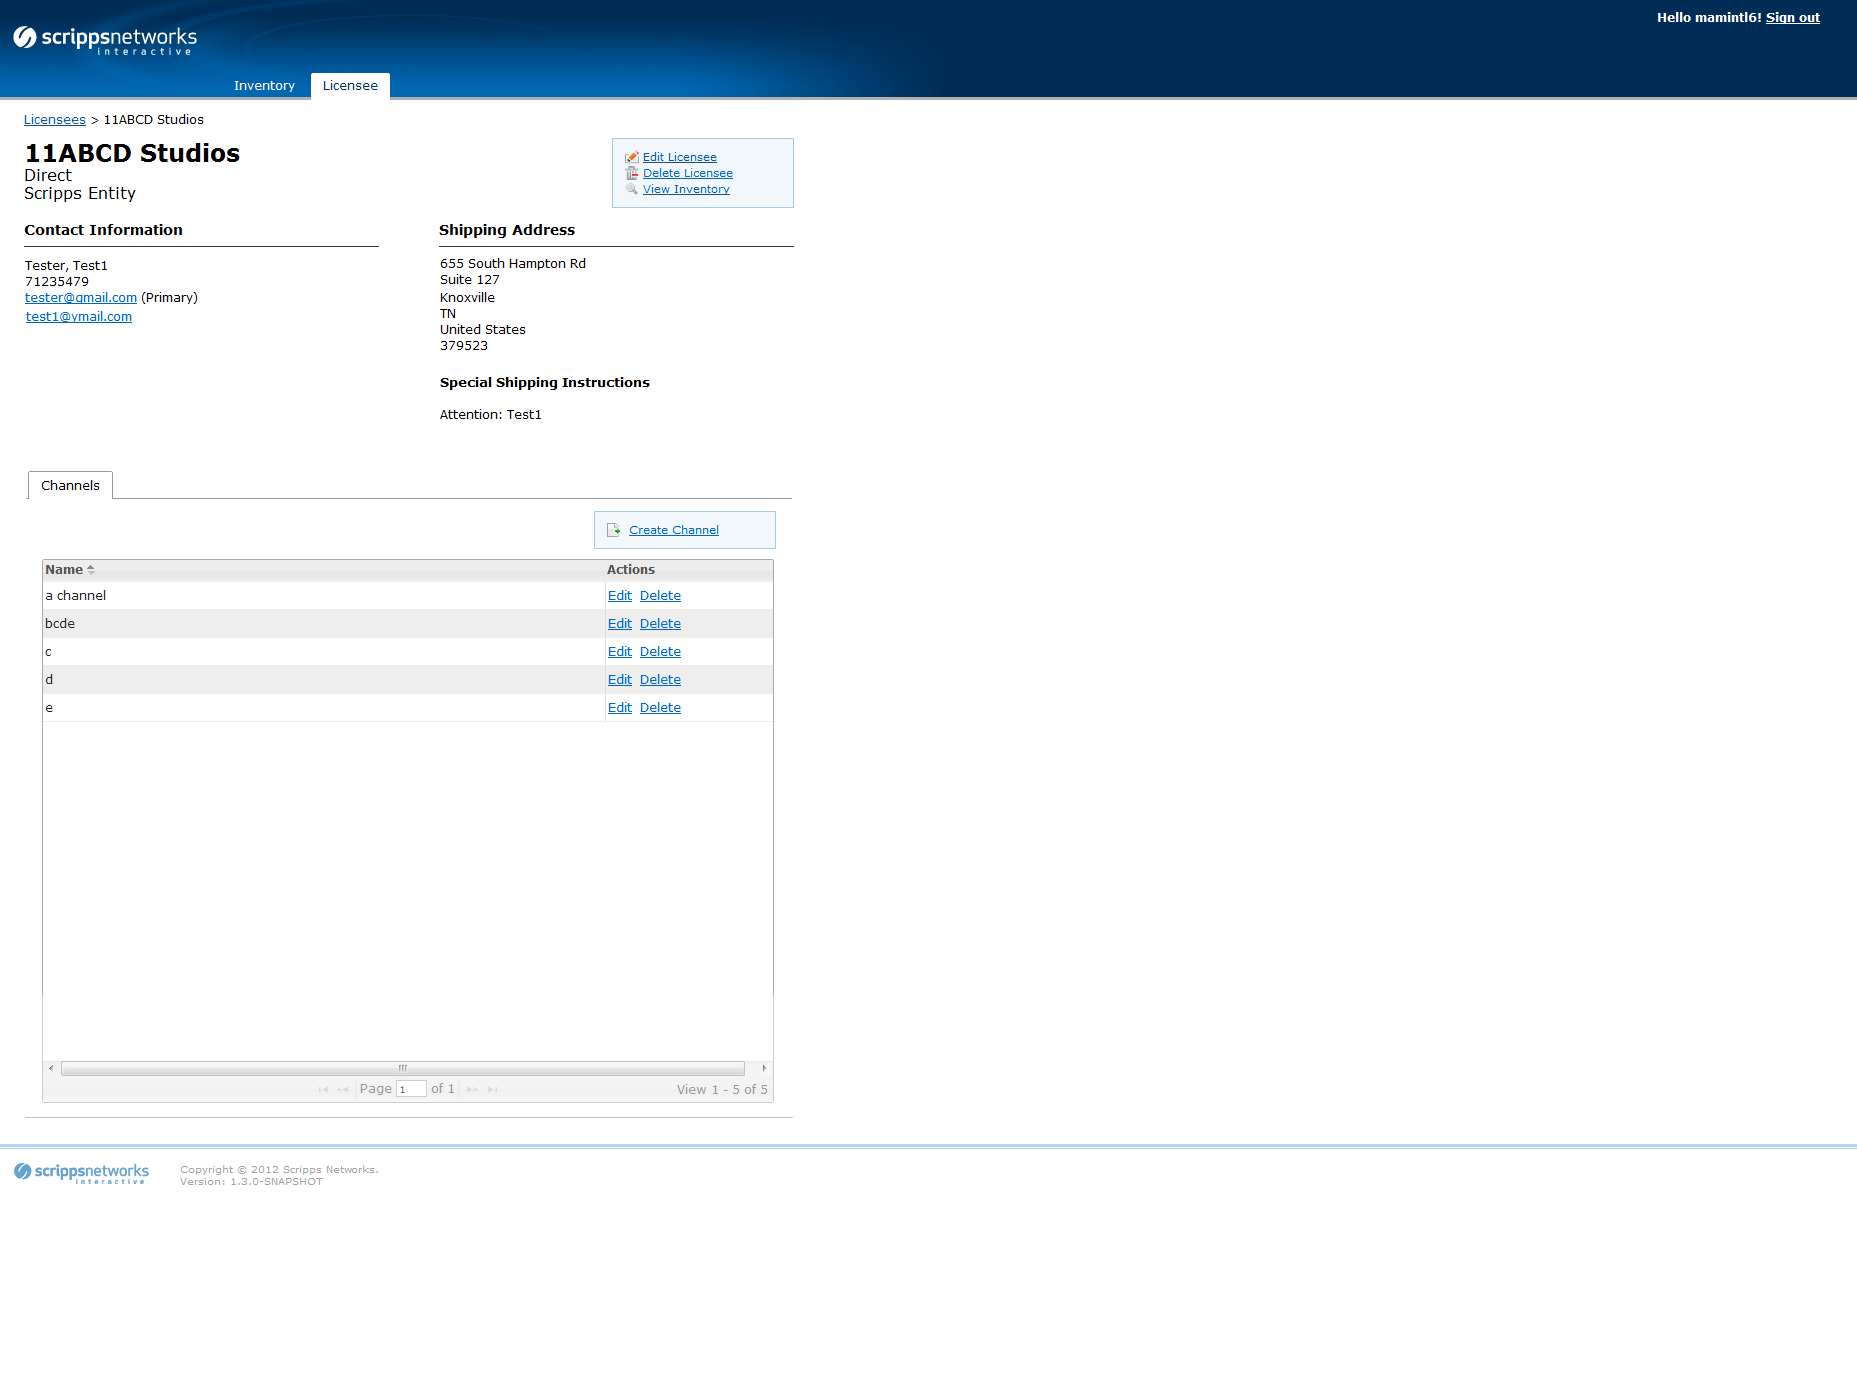 Hello mamintl6! Sign out
scrippsnetworks
interactive
Inventory Licensee
Licensees > 11ABCD Studios
11ABCD Studios
Direct
Scripps Entity
Edit Licensee
Delete Licensee
View Inventory
Contact Information
Tester, Test1
71235479
tester@gmail.com (Primary)
test1@ymail.com
Shipping Address
655 South Hampton Rd
Suite 127
Knoxville
TN
United States
379523
Special Shipping Instructions
Attention: Test1
Channels
Create Channel
Name Actions
a channel Edit Delete
bcde Edit Delete
c Edit Delete
d Edit Delete
e Edit Delete
Page 1 of 1 View 1 - 5 of 5
scrippsnetworks
interactive
Copyright © 2012 Scripps Networks.
Version: 1.3.0-SNAPSHOT